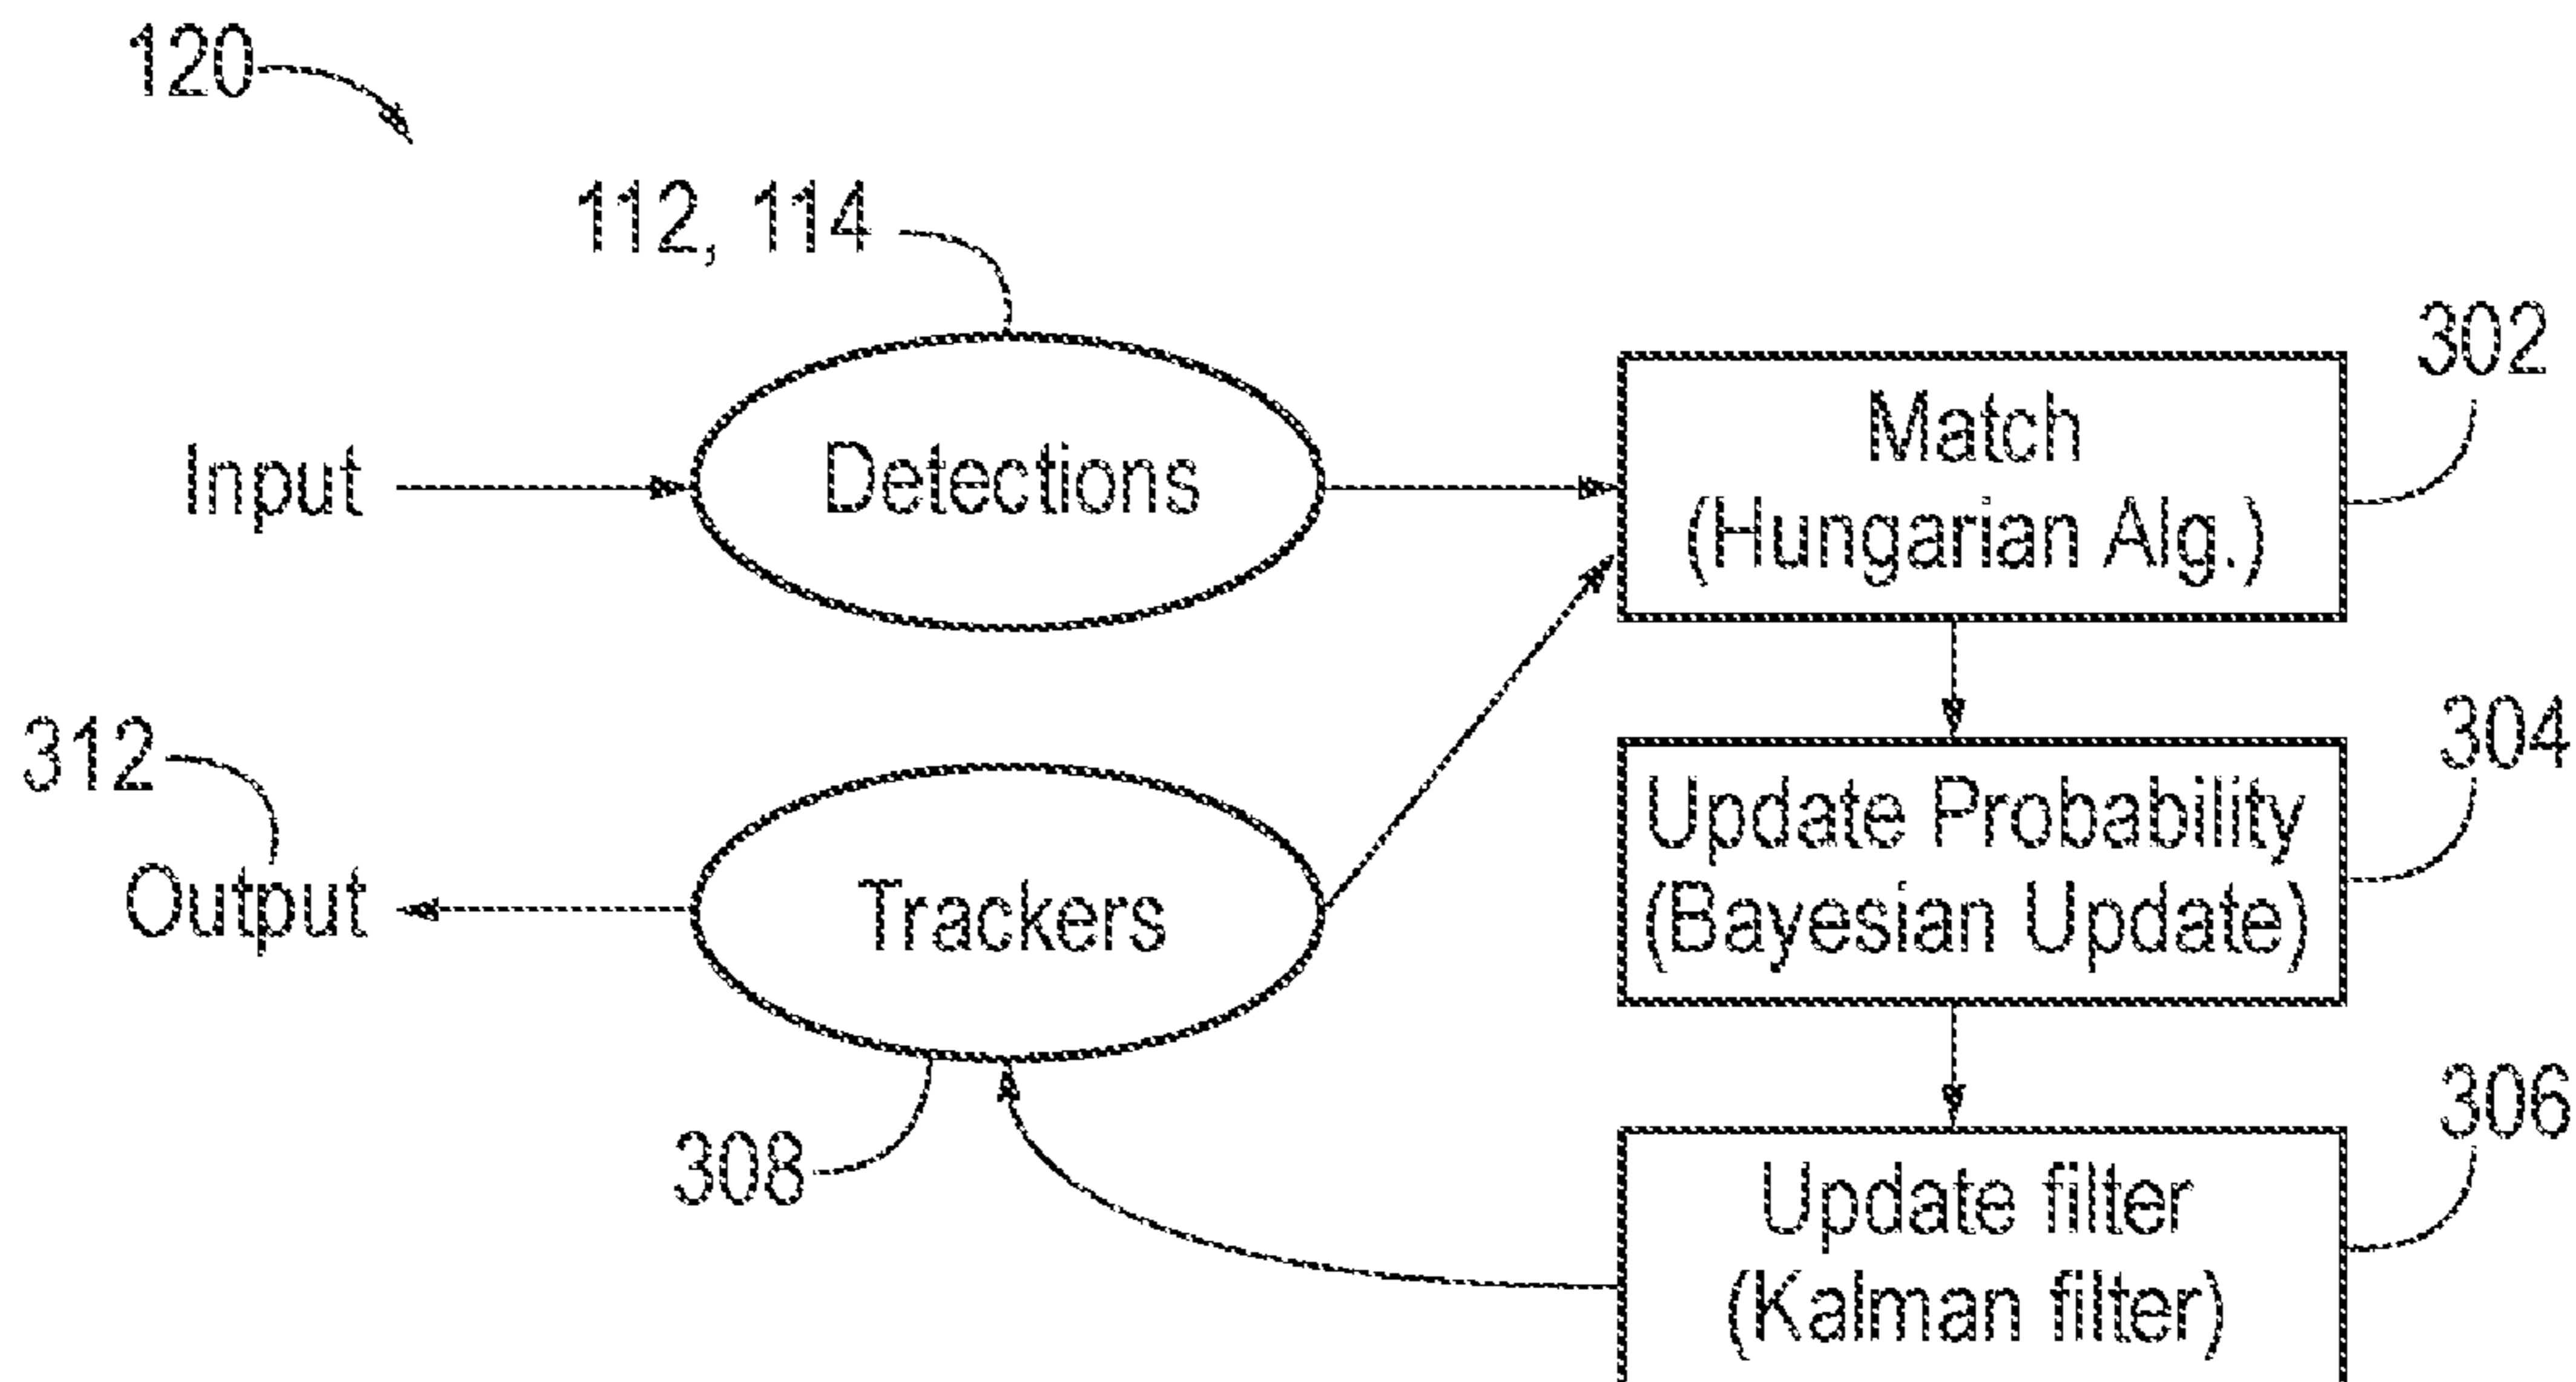 120
112, 114
302
Match
(Hungarian Alg.)
Input
Detections
304
Update Probability
(Bayesian Update)
312
Output
Trackers
308
306
Update filter
(Kalman filter)